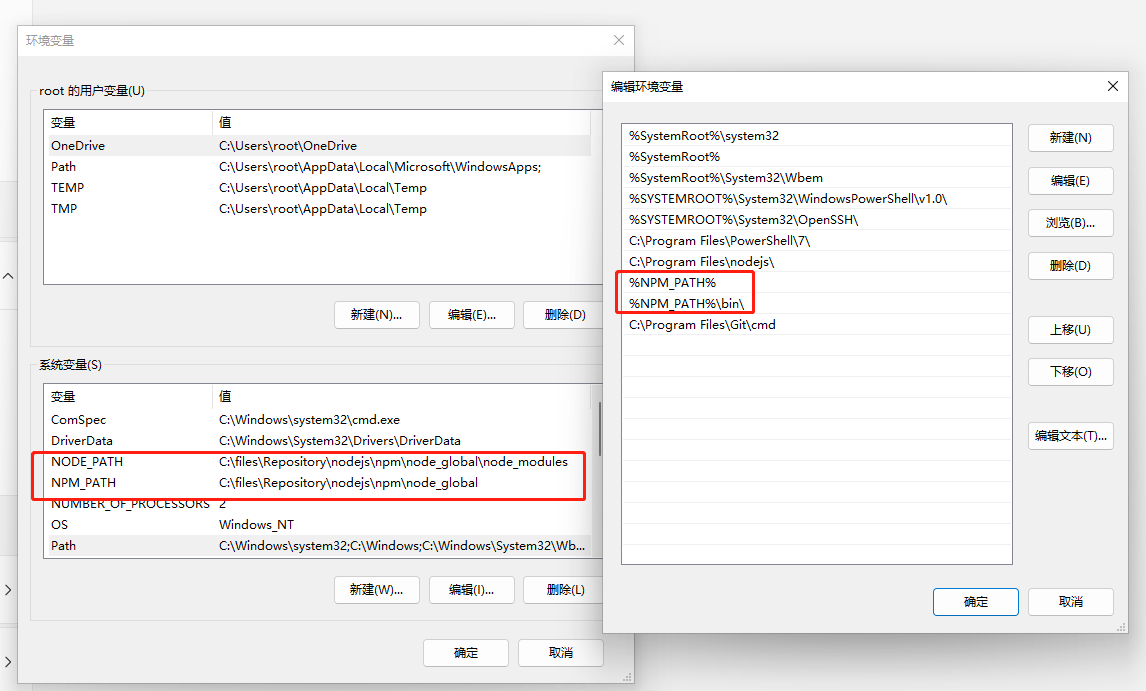 环境变量
root 的用户变量(U)
变量 值
OneDrive C:\Users\root\OneDrive
Path C:\Users\root\AppData\Local\Microsoft\WindowsApps;
TEMP C:\Users\root\AppData\Local\Temp
TMP C:\Users\root\AppData\Local\Temp
新建(N)... 编辑(E)... 删除(D)
系统变量(S)
变量 值
ComSpec C:\Windows\system32\cmd.exe
DriverData C:\Windows\System32\Drivers\DriverData
NODE_PATH C:\files\Repository\nodejs\npm\node_global\node_modules
NPM_PATH C:\files\Repository\nodejs\npm\node_global
NUMBER_OF_PROCESSORS 2
OS Windows_NT
Path C:\Windows\system32;C:\Windows;C:\Windows\System32\Wb...
新建(W)... 编辑(I)... 删除(L)
确定 取消
编辑环境变量
%SystemRoot%\system32
%SystemRoot%
%SystemRoot%\System32\Wbem
%SYSTEMROOT%\System32\WindowsPowerShell\v1.0\
%SYSTEMROOT%\System32\OpenSSH\
C:\Program Files\PowerShell\7\
C:\Program Files\nodejs\
%NPM_PATH%
%NPM_PATH%\bin\
C:\Program Files\Git\cmd
新建(N)
编辑(E)
浏览(B)...
删除(D)
上移(U)
下移(O)
编辑文本(T)...
确定 取消